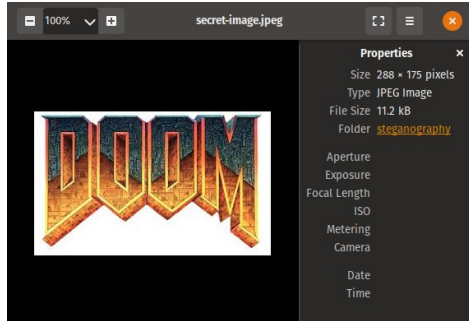 100%
secret-image.jpeg
DOOM
Properties
Size 288 × 175 pixels
Type JPEG Image
File Size 11.2 kB
Folder steganography
Aperture
Exposure
Focal Length
ISO
Metering
Camera
Date
Time